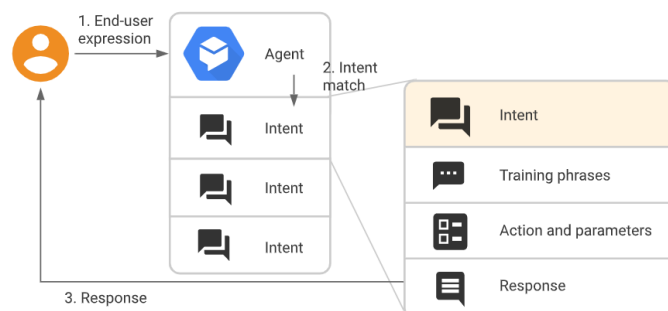 1. End-user
expression
Agent
2. Intent
match
Intent
Intent
Intent
Intent
Training phrases
Action and parameters
Response
3. Response